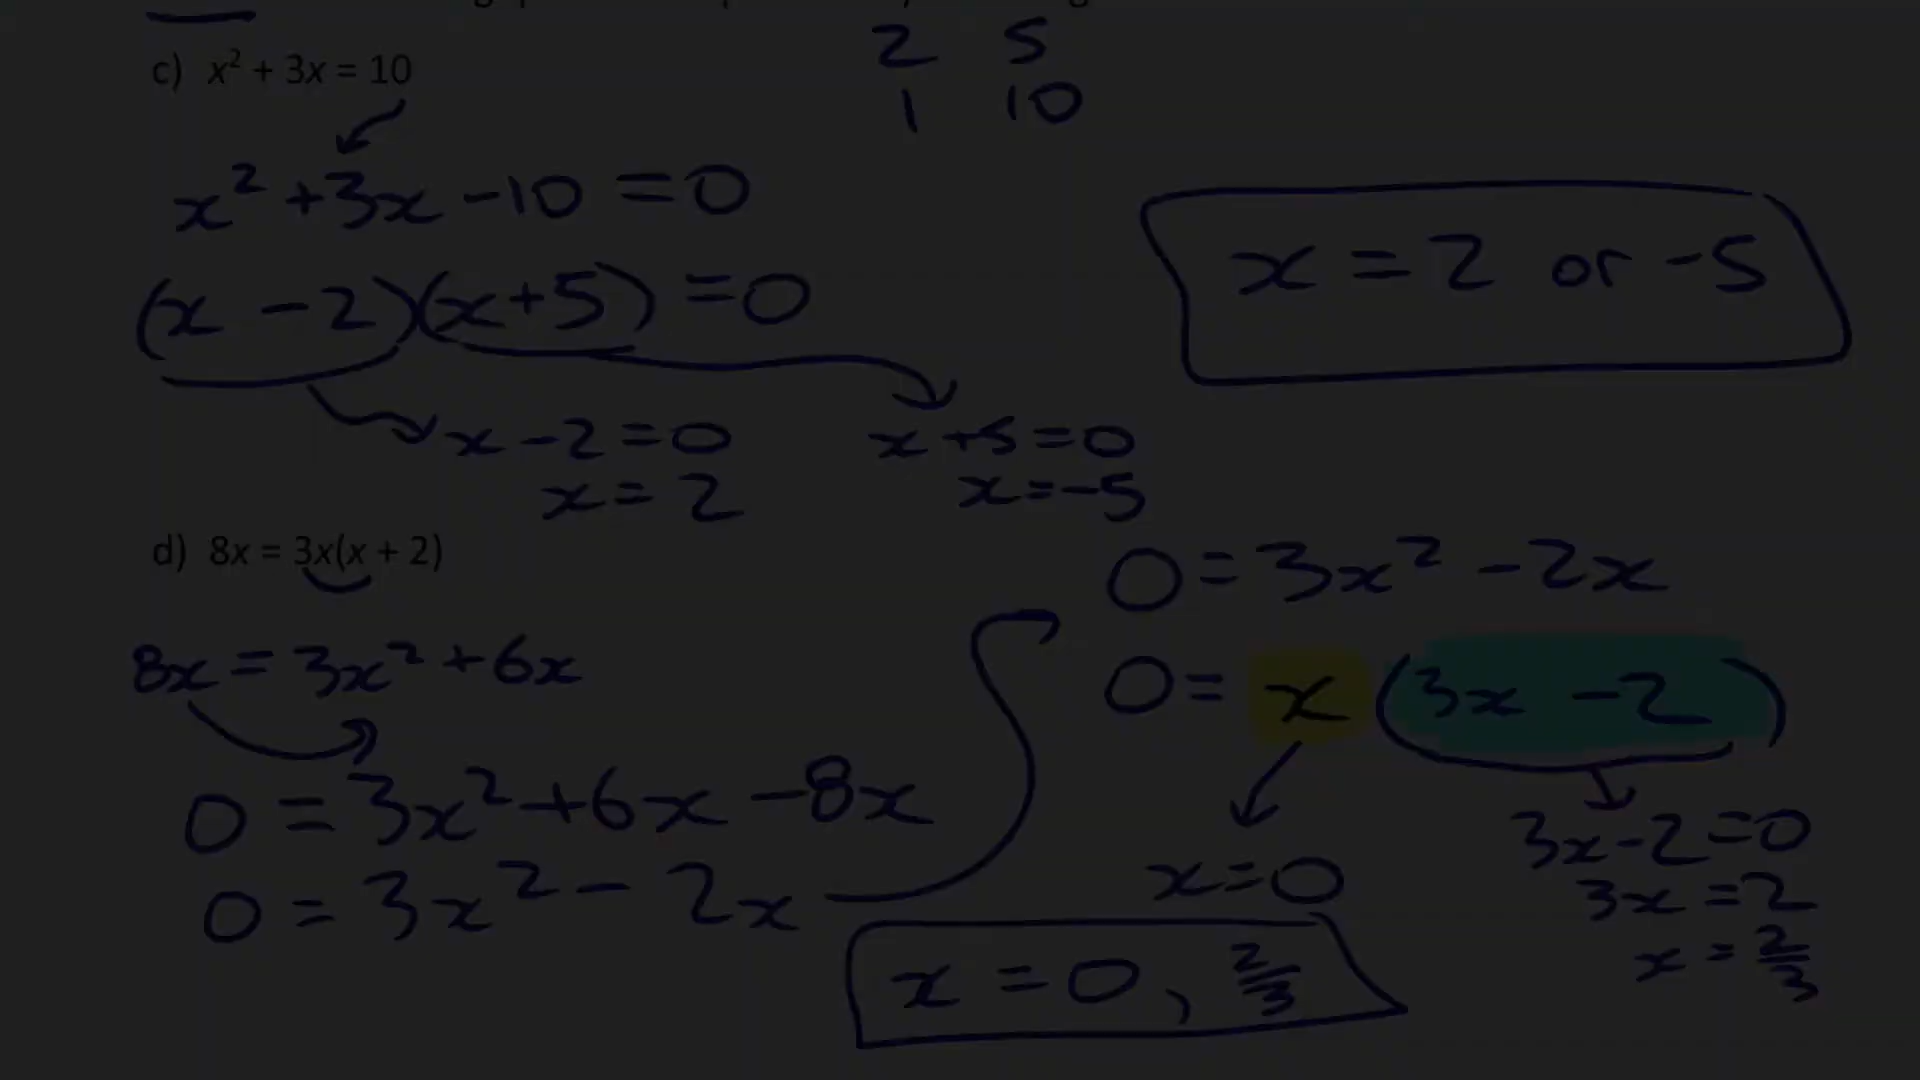 2 5
c) x² + 3x = 10
1 10
x² +3x -10 =0
(x -2)(x+5) =0
x = 2 or -5
x -2 =0 x +5 =0
x = 2 x = -5
d) 8x = 3x(x + 2)
8x = 3x² +6x
0 = 3x² +6x -8x
0 = 3x² - 2x
0 = 3x² -2x
0 = x (3x -2)
x=0
3x -2 =0
3x =2
x = 2/3
x = 0, 2/3